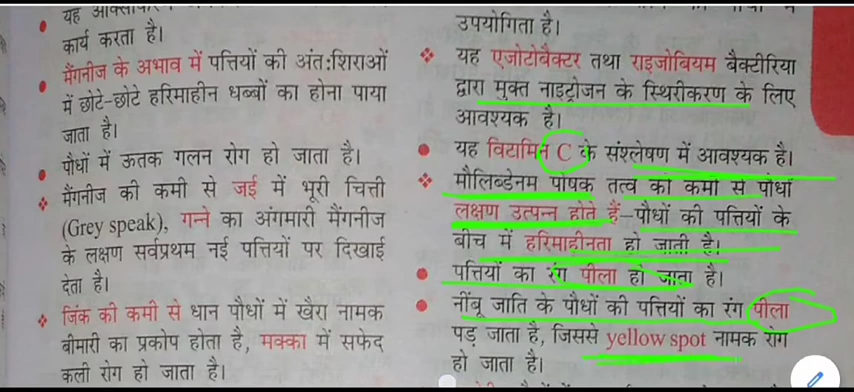 यह
कार्य करता है।
मैंगनीज के अभाव में पत्तियों की अंत:शिराओं
में छोटे-छोटे हरिमाहीन धब्बों का होना पाया
जाता है।
पौधों में ऊतक गलन रोग हो जाता है।
मैंगनीज की कमी से जई में भूरी चित्ती
(Grey speak), गन्ने का अंगमारी मैंगनीज
के लक्षण सर्वप्रथम नई पत्तियों पर दिखाई
देता है।
जिंक की कमी से धान पौधों में खैरा नामक
बीमारी का प्रकोप होता है, मक्का में सफेद
कली रोग हो जाता है।
उपयोगिता है।
यह एजोटोबैक्टर तथा राइजोबियम बैक्टीरिया
द्वारा मुक्त नाइट्रोजन के स्थिरीकरण के लिए
आवश्यक है।
यह विटामिन C के संश्लेषण में आवश्यक है।
मौलिब्डेनम पोषक तत्व की कमी से पौधों
लक्षण उत्पन्न होते हैं–पौधों की पत्तियों के
बीच में हरिमाहीनता हो जाती है।
पत्तियों का रंग पीला हो जाता है।
नींबू जाति के पौधों की पत्तियों का रंग पीला
पड़ जाता है, जिससे yellow spot नामक रोग
हो जाता है।